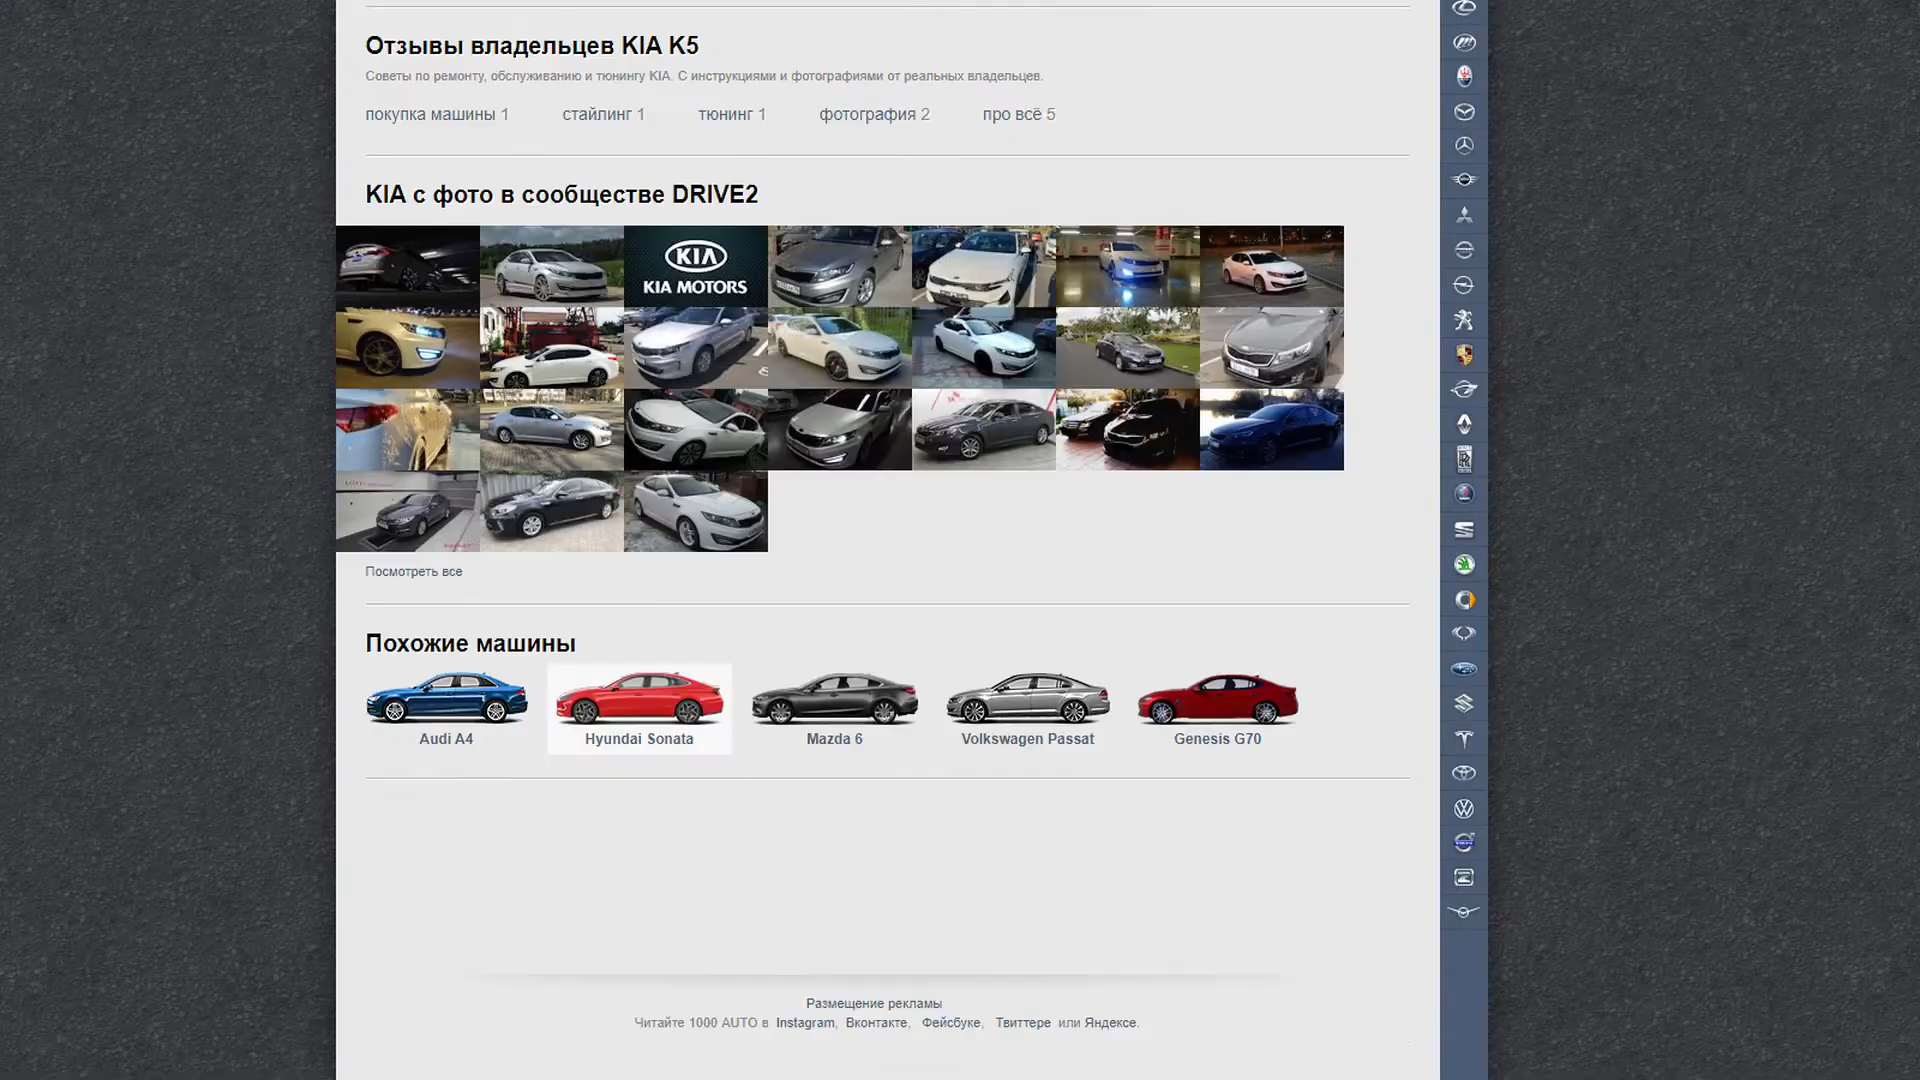 Отзывы владельцев KIA K5
Советы по ремонту, обслуживанию и тюнингу KIA. С инструкциями и фотографиями от реальных владельцев.
покупка машины 1 стайлинг 1 тюнинг 1 фотография 2 про всё 5
KIA с фото в сообществе DRIVE2
KIA
KIA MOTORS
Посмотреть все
Похожие машины
Audi A4 Hyundai Sonata Mazda 6 Volkswagen Passat Genesis G70
Размещение рекламы
Читайте 1000 AUTO в Instagram, Вконтакте, Фейсбуке, Твиттере или Яндексе.